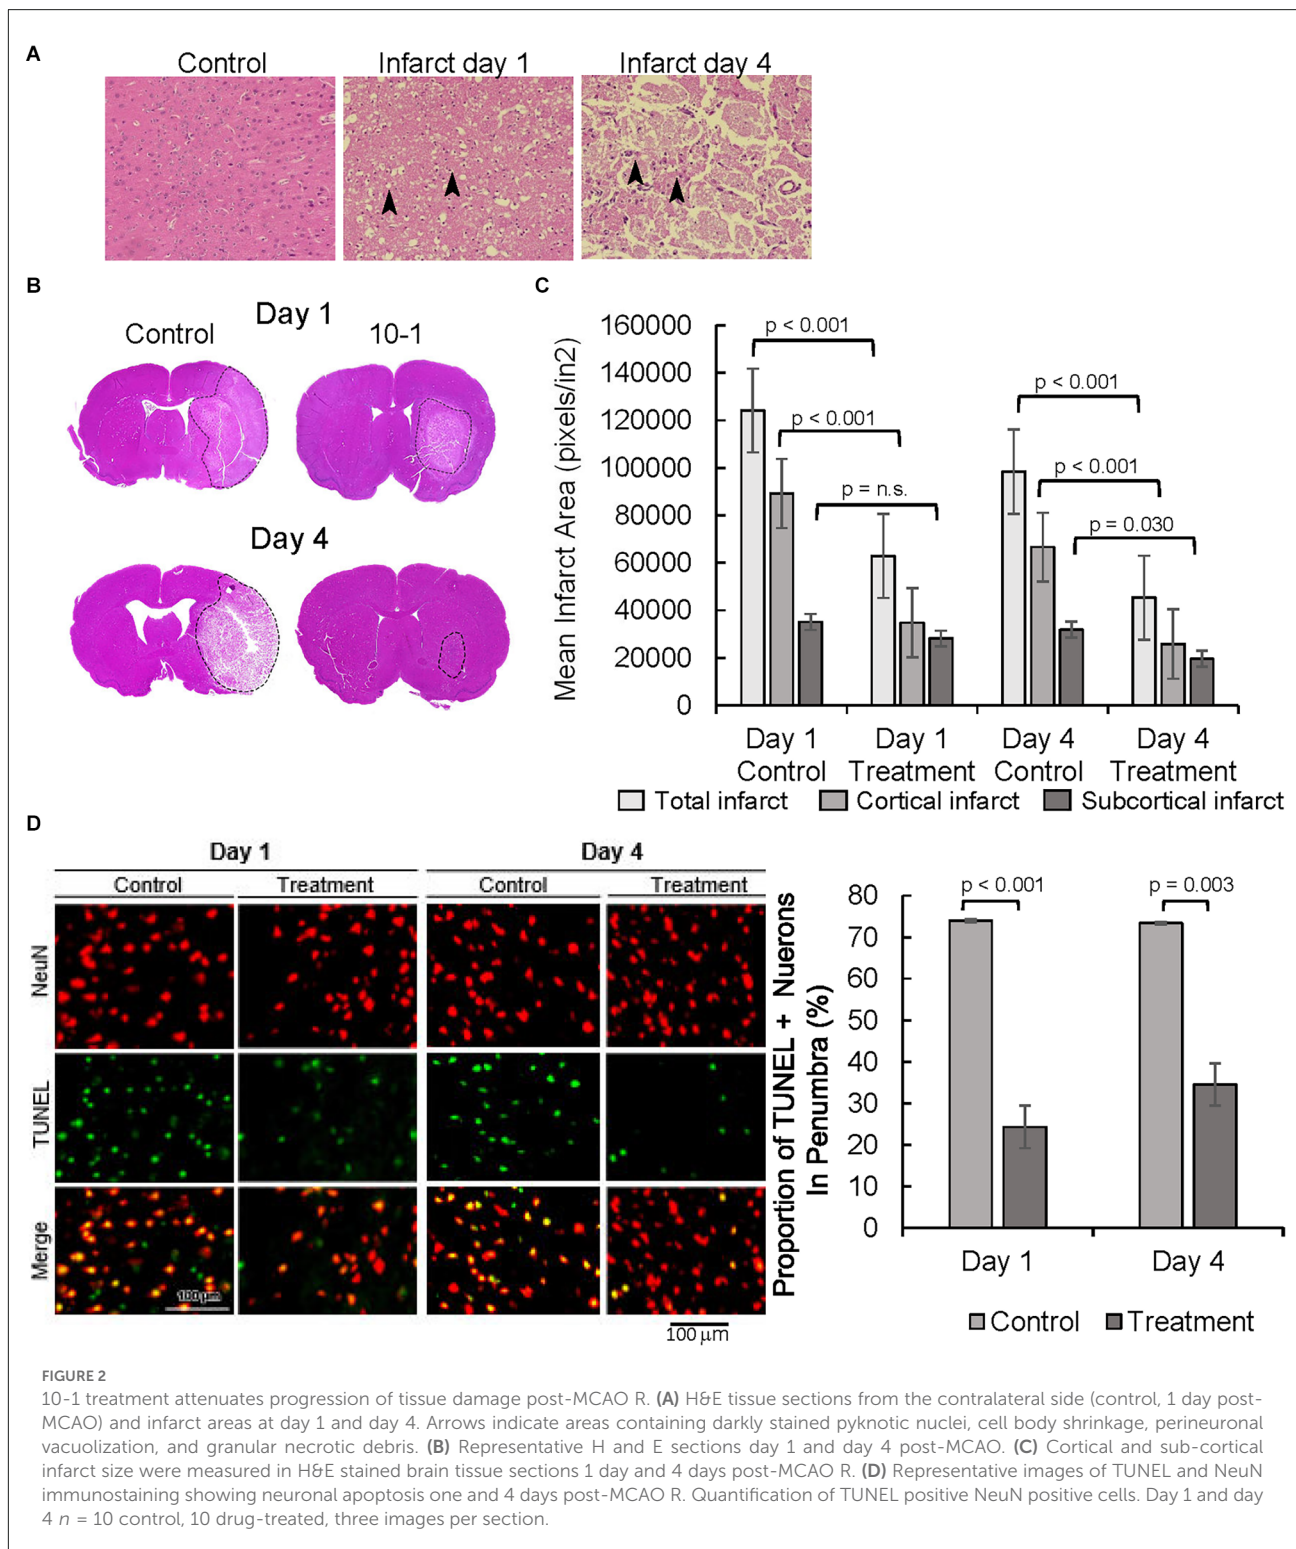 A
Control
Infarct day 1
Infarct day 4
B
Day 1
Control
10-1
Day 4
C
Mean Infarct Area (pixels/in2)
160000
140000
120000
100000
80000
60000
40000
20000
0
p < 0.001
p < 0.001
p = n.s.
p < 0.001
p < 0.001
p = 0.030
Day 1 Control
Day 1 Treatment
Day 4 Control
Day 4 Treatment
Total infarct
Cortical infarct
Subcortical infarct
D
Day 1
Day 4
Control
Treatment
Control
Treatment
NeuN
TUNEL
Merge
100 µm
100 µm
Proportion of TUNEL + Nuerons
In Penumbra (%)
80
70
60
50
40
30
20
10
0
p < 0.001
p = 0.003
Day 1
Day 4
Control
Treatment
FIGURE 2
10-1 treatment attenuates progression of tissue damage post-MCAO R. (A) H&E tissue sections from the contralateral side (control, 1 day post-
MCAO) and infarct areas at day 1 and day 4. Arrows indicate areas containing darkly stained pyknotic nuclei, cell body shrinkage, perineuronal
vacuolization, and granular necrotic debris. (B) Representative H and E sections day 1 and day 4 post-MCAO. (C) Cortical and sub-cortical
infarct size were measured in H&E stained brain tissue sections 1 day and 4 days post-MCAO R. (D) Representative images of TUNEL and NeuN
immunostaining showing neuronal apoptosis one and 4 days post-MCAO R. Quantification of TUNEL positive NeuN positive cells. Day 1 and day
4 n = 10 control, 10 drug-treated, three images per section.